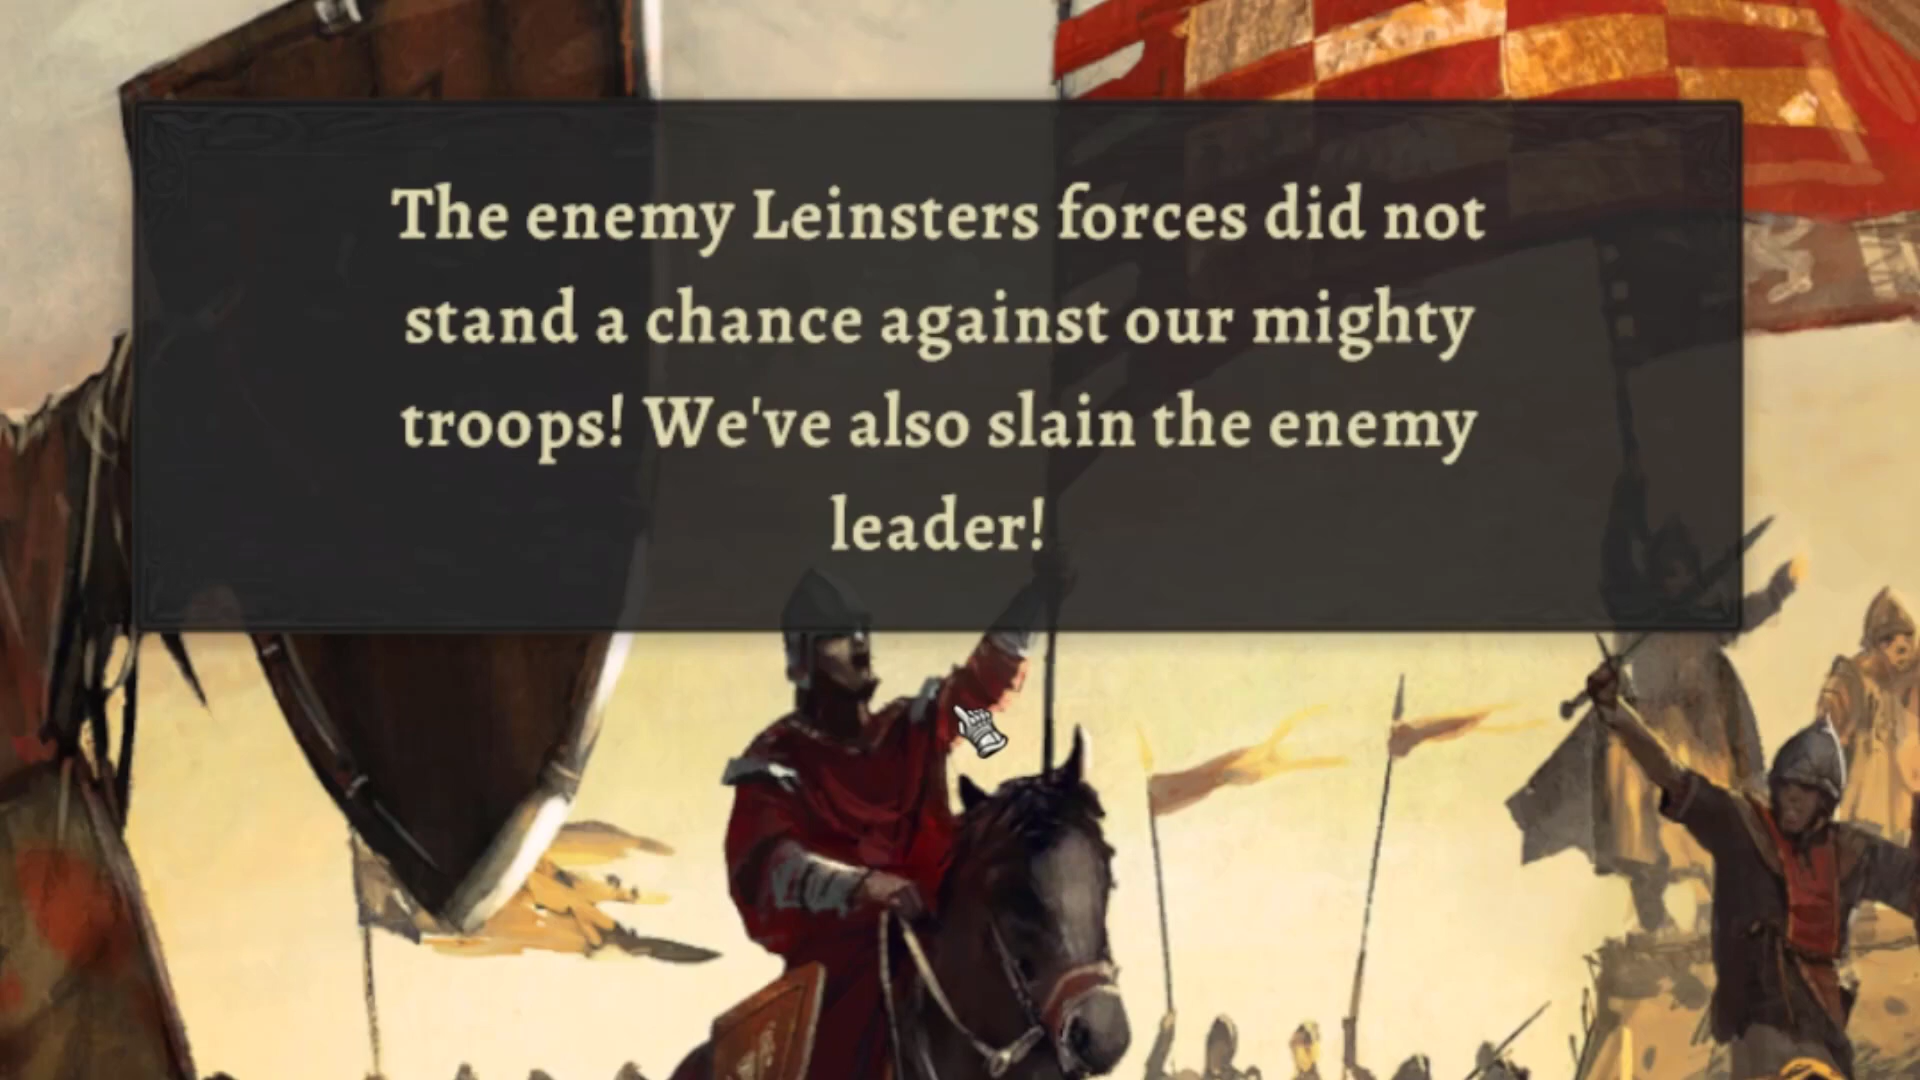 The enemy Leinsters forces did not
stand a chance against our mighty
troops! We've also slain the enemy
leader!